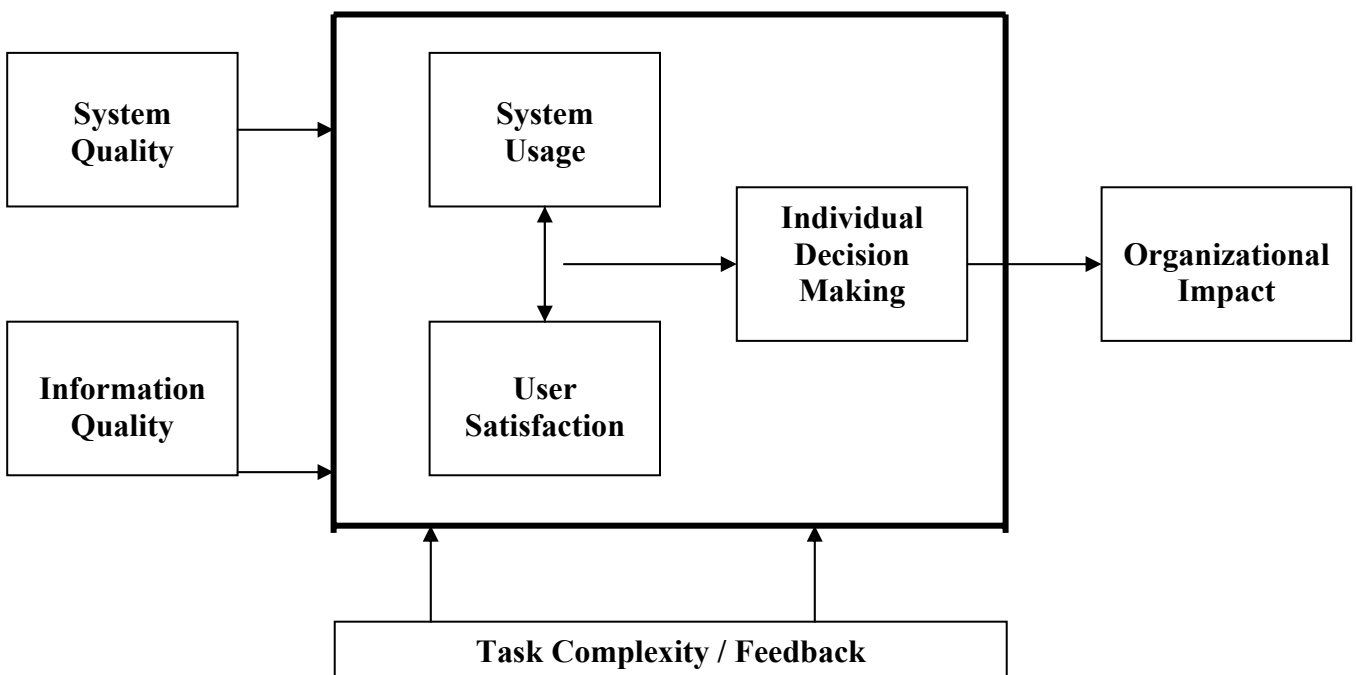 System
Quality
System
Usage
Individual
Decision
Making
Organizational
Impact
Information
Quality
User
Satisfaction
Task Complexity / Feedback